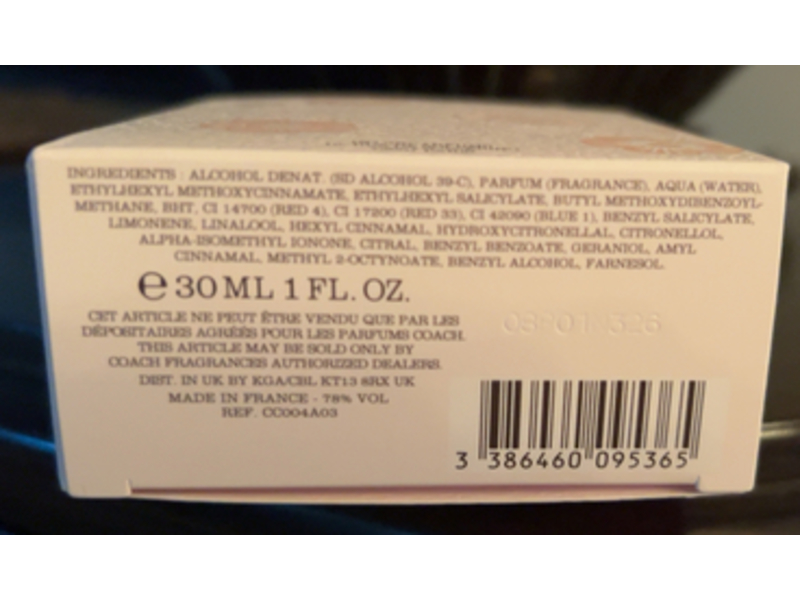 INGREDIENTS : ALCOHOL DENAT. (SD ALCOHOL 39-C), PARFUM (FRAGRANCE), AQUA (WATER),
ETHYLHEXYL METHOXYCINNAMATE, ETHYLHEXYL SALICYLATE, BUTYL METHOXYDIBENZOYL-
METHANE, BHT, CI 14700 (RED 4), CI 17200 (RED 33), CI 42090 (BLUE 1), BENZYL SALICYLATE,
LIMONENE, LINALOOL, HEXYL CINNAMAL, HYDROXYCITRONELLAL, CITRONELLOL,
ALPHA-ISOMETHYL IONONE, CITRAL, BENZYL BENZOATE, GERANIOL, AMYL
CINNAMAL, METHYL 2-OCTYNOATE, BENZYL ALCOHOL, FARNESOL.
℮ 30 ML 1 FL. OZ.
CET ARTICLE NE PEUT ÊTRE VENDU QUE PAR LES
DÉPOSITAIRES AGRÉÉS POUR LES PARFUMS COACH.
THIS ARTICLE MAY BE SOLD ONLY BY
COACH FRAGRANCES AUTHORIZED DEALERS.
DIST. IN UK BY KGA/CBL KT13 8RX UK
MADE IN FRANCE - 78% VOL
REF. CC004A03
3 386460 095365